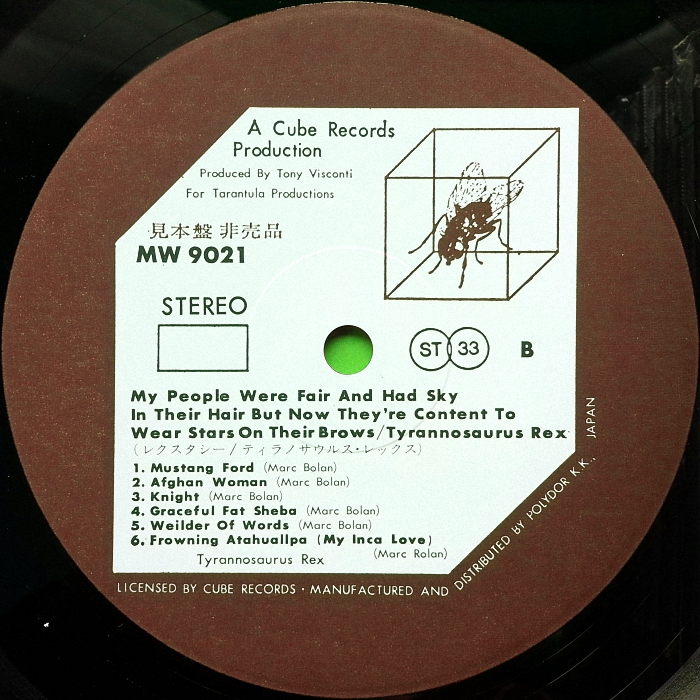 A Cube Records
Production
Produced By Tony Visconti
For Tarantula Productions
見本盤 非売品
MW 9021
STEREO
ST 33
B
My People Were Fair And Had Sky
In Their Hair But Now They're Content To
Wear Stars On Their Brows/Tyrannosaurus Rex
(レクスタシー/ティラノザウルス・レックス)
1. Mustang Ford (Marc Bolan)
2. Afghan Woman (Marc Bolan)
3. Knight (Marc Bolan)
4. Graceful Fat Sheba (Marc Bolan)
5. Weilder Of Words (Marc Bolan)
6. Frowning Atahuallpa (My Inca Love)
(Marc Rolan)
Tyrannosaurus Rex
LICENSED BY CUBE RECORDS · MANUFACTURED AND DISTRIBUTED BY POLYDOR K.K., JAPAN